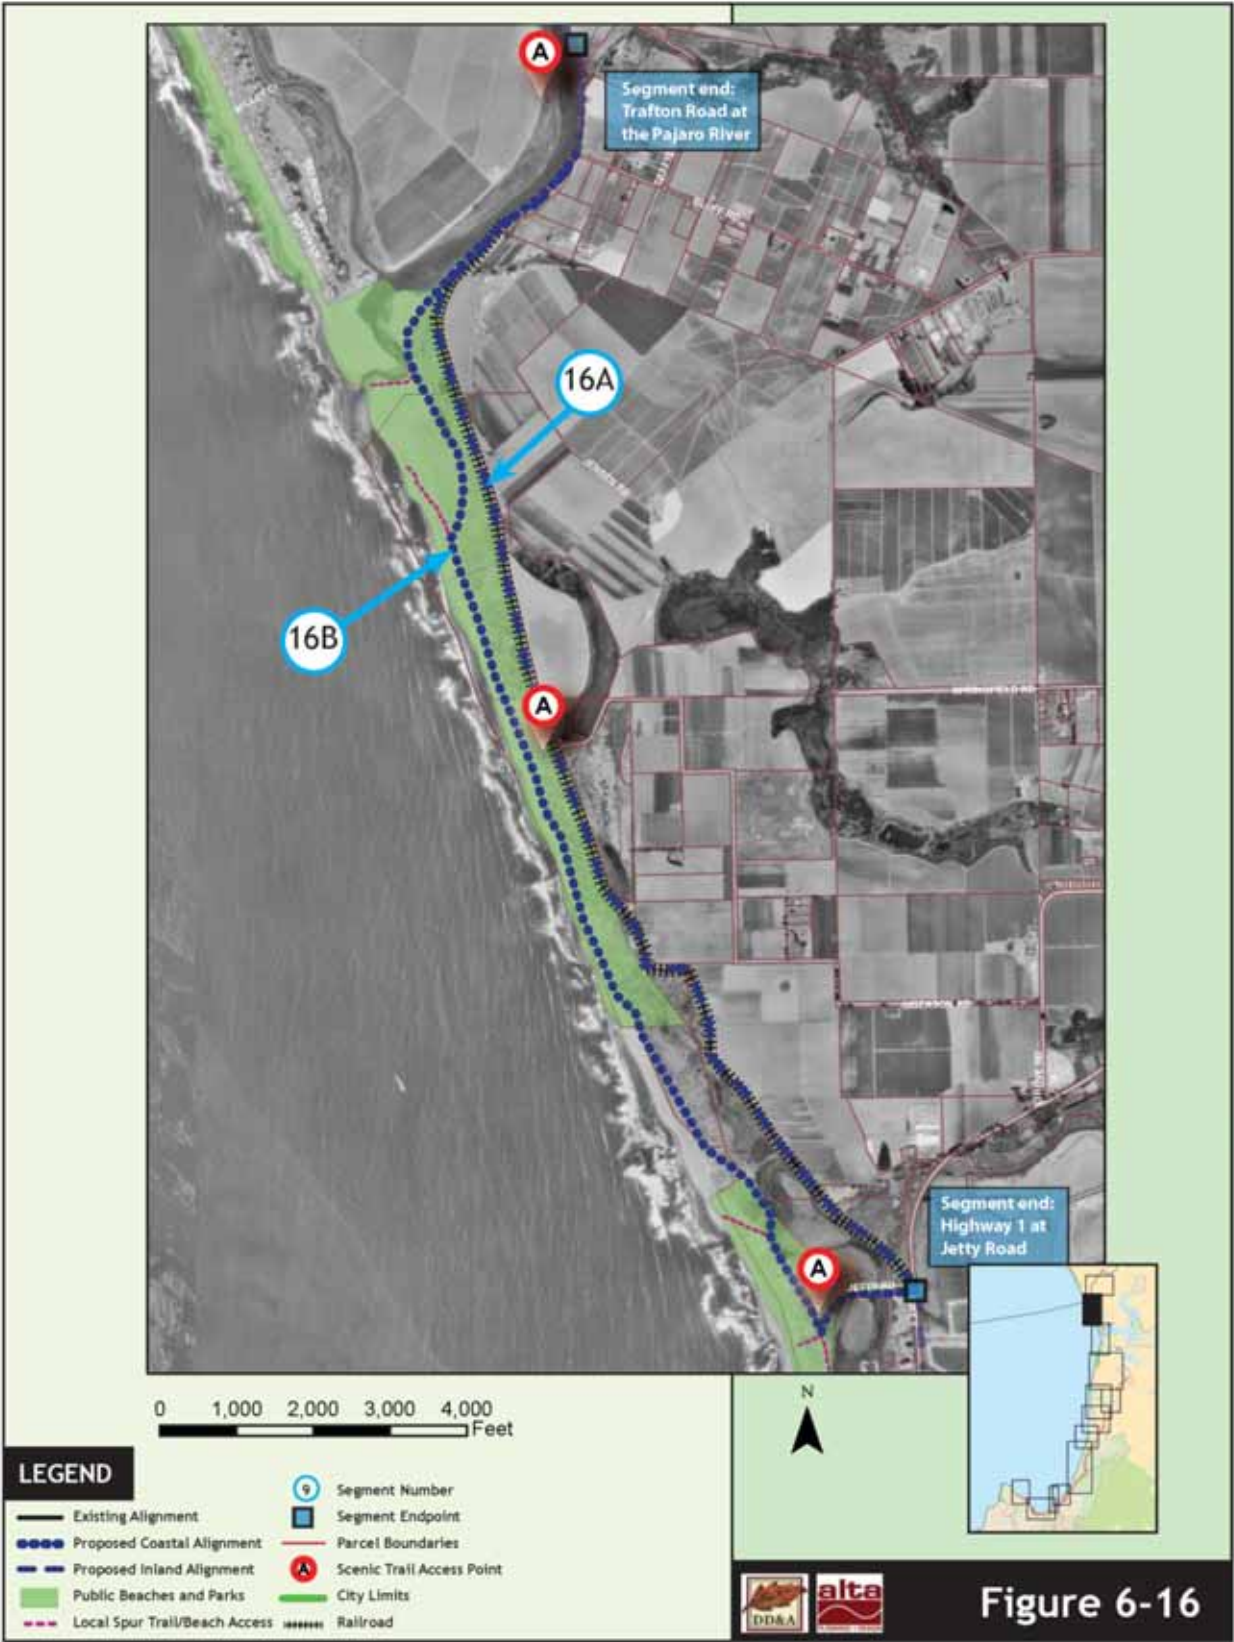 A
Segment end:
Trafton Road at
the Pajaro River
16A
16B
A
Segment end:
Highway 1 at
Jetty Road
A
0 1,000 2,000 3,000 4,000
Feet
N
LEGEND
Existing Alignment
Proposed Coastal Alignment
Proposed Inland Alignment
Public Beaches and Parks
Local Spur Trail/Beach Access
9 Segment Number
Segment Endpoint
Parcel Boundaries
A Scenic Trail Access Point
City Limits
Railroad
DD&A
alta
Figure 6-16